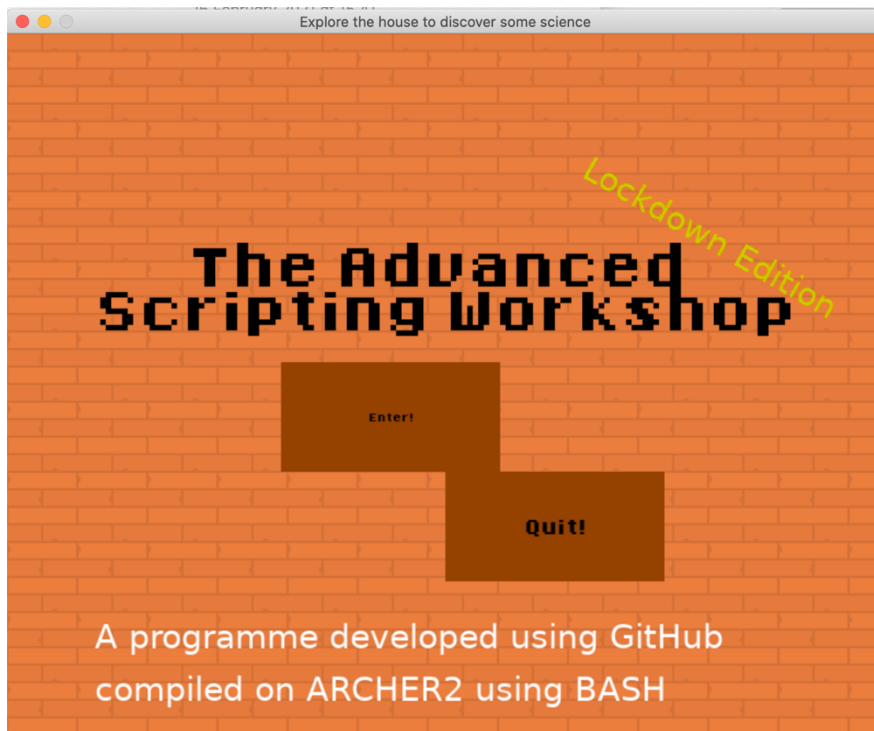 Explore the house to discover some science
Lockdown Edition
The Advanced
Scripting Workshop
Enter!
Quit!
A programme developed using GitHub
compiled on ARCHER2 using BASH